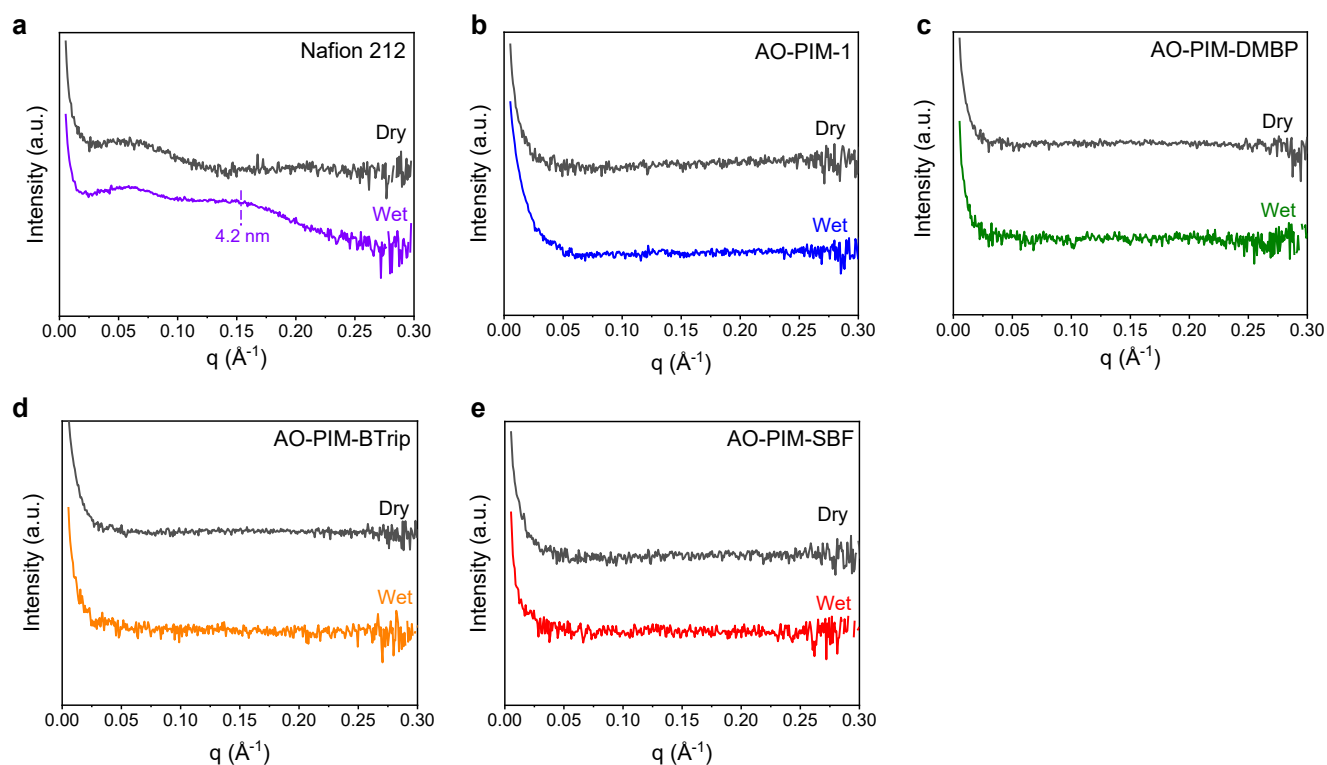 a
Nafion 212
Dry
Wet
4.2 nm
Intensity (a.u.)
0.00 0.05 0.10 0.15 0.20 0.25 0.30
q (Å-1)
b
AO-PIM-1
Dry
Wet
Intensity (a.u.)
0.00 0.05 0.10 0.15 0.20 0.25 0.30
q (Å-1)
c
AO-PIM-DMBP
Dry
Wet
Intensity (a.u.)
0.00 0.05 0.10 0.15 0.20 0.25 0.30
q (Å-1)
d
AO-PIM-BTrip
Dry
Wet
Intensity (a.u.)
0.00 0.05 0.10 0.15 0.20 0.25 0.30
q (Å-1)
e
AO-PIM-SBF
Dry
Wet
Intensity (a.u.)
0.00 0.05 0.10 0.15 0.20 0.25 0.30
q (Å-1)